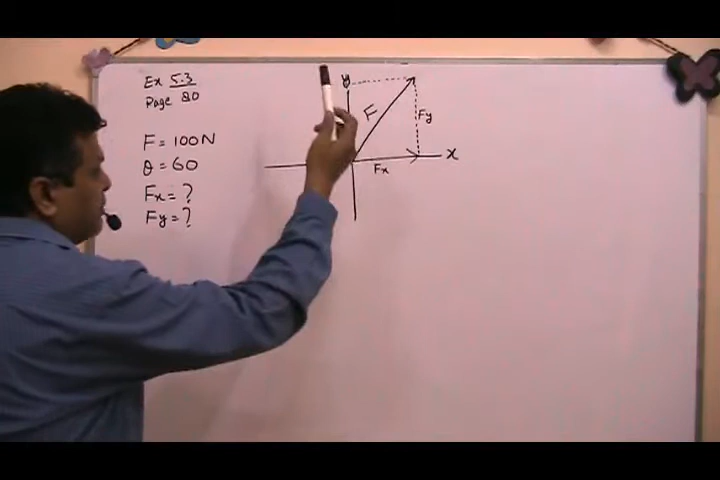 Ex 5.3
Page 80
F = 100N
θ = 60
Fx = ?
Fy = ?
y
F
Fy
x
Fx